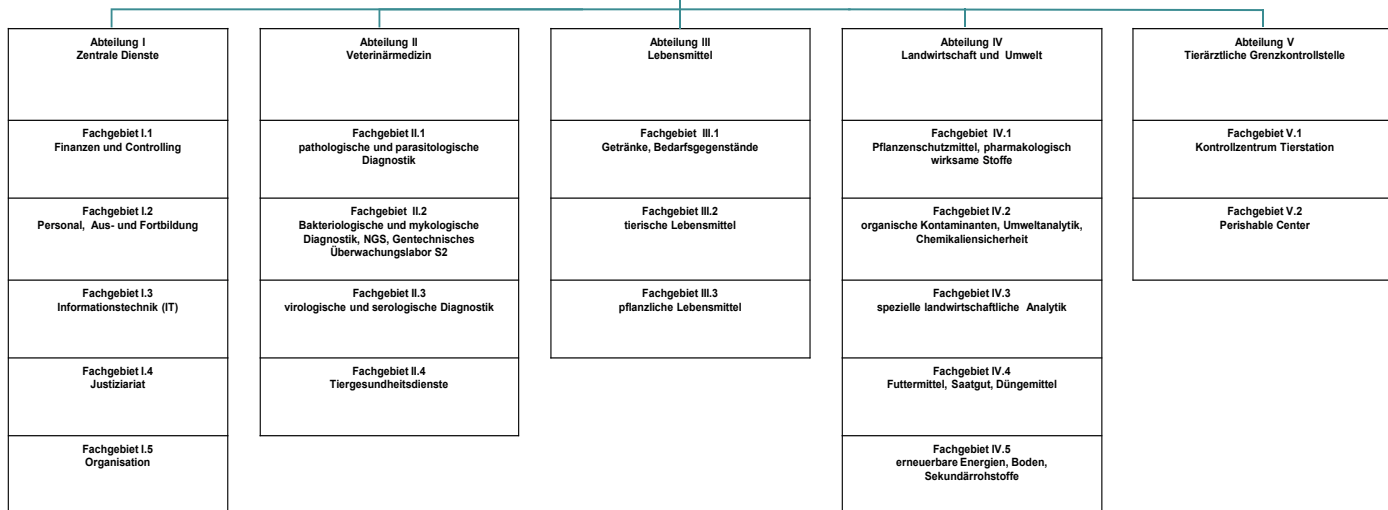 Abteilung I
Zentrale Dienste
Fachgebiet I.1
Finanzen und Controlling
Fachgebiet I.2
Personal, Aus- und Fortbildung
Fachgebiet I.3
Informationstechnik (IT)
Fachgebiet I.4
Justiziariat
Fachgebiet I.5
Organisation
Abteilung II
Veterinärmedizin
Fachgebiet II.1
pathologische und parasitologische
Diagnostik
Fachgebiet II.2
Bakteriologische und mykologische
Diagnostik, NGS, Gentechnisches
Überwachungslabor S2
Fachgebiet II.3
virologische und serologische Diagnostik
Fachgebiet II.4
Tiergesundheitsdienste
Abteilung III
Lebensmittel
Fachgebiet III.1
Getränke, Bedarfsgegenstände
Fachgebiet III.2
tierische Lebensmittel
Fachgebiet III.3
pflanzliche Lebensmittel
Abteilung IV
Landwirtschaft und Umwelt
Fachgebiet IV.1
Pflanzenschutzmittel, pharmakologisch
wirksame Stoffe
Fachgebiet IV.2
organische Kontaminanten, Umweltanalytik,
Chemikaliensicherheit
Fachgebiet IV.3
spezielle landwirtschaftliche Analytik
Fachgebiet IV.4
Futtermittel, Saatgut, Düngemittel
Fachgebiet IV.5
erneuerbare Energien, Boden,
Sekundärrohstoffe
Abteilung V
Tierärztliche Grenzkontrollstelle
Fachgebiet V.1
Kontrollzentrum Tierstation
Fachgebiet V.2
Perishable Center